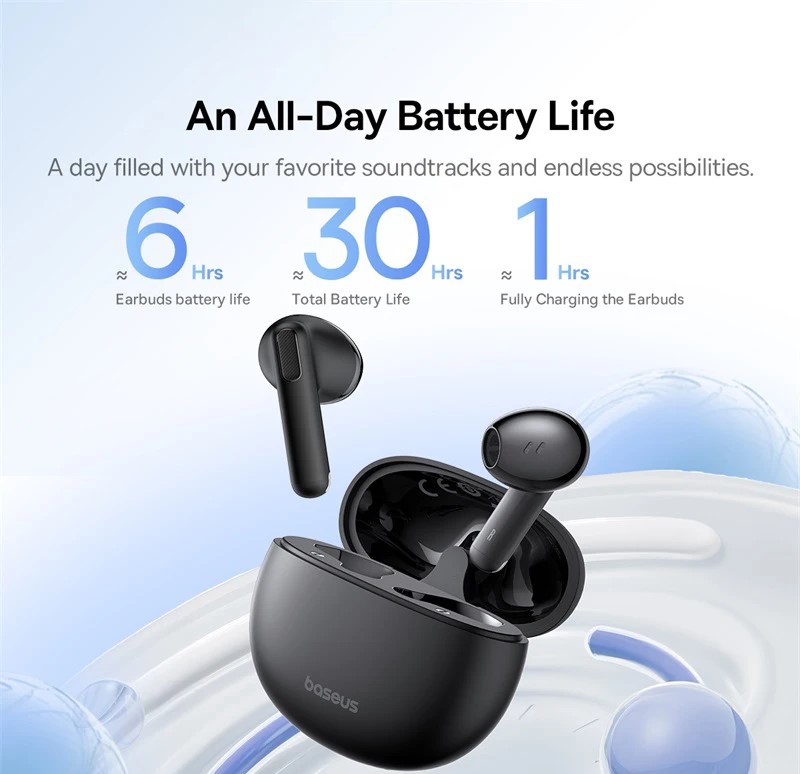 An All-Day Battery Life
A day filled with your favorite soundtracks and endless possibilities.
≈6 Hrs
Earbuds battery life
≈30 Hrs
Total Battery Life
≈1 Hrs
Fully Charging the Earbuds
CE
R
baseus